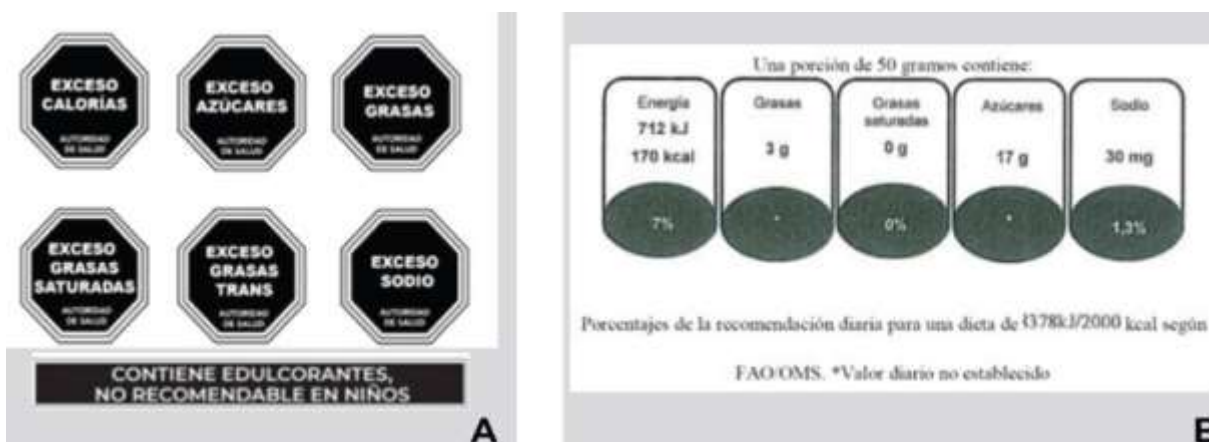 EXCESO
CALORÍAS
AUTORIDAD
DE SALUD
EXCESO
AZÚCARES
AUTORIDAD
DE SALUD
EXCESO
GRASAS
AUTORIDAD
DE SALUD
EXCESO
GRASAS
SATURADAS
AUTORIDAD
DE SALUD
EXCESO
GRASAS
TRANS
AUTORIDAD
DE SALUD
EXCESO
SODIO
AUTORIDAD
DE SALUD
CONTIENE EDULCORANTES,
NO RECOMENDABLE EN NIÑOS
A
Una porción de 50 gramos contiene:
Energía
712 kJ
170 kcal
7%
Grasas
3 g
*
Grasas
saturadas
0 g
0%
Azúcares
17 g
*
Sodio
30 mg
1,3%
Porcentajes de la recomendación diaria para una dieta de 378kJ/2000 kcal según
FAO/OMS. *Valor diario no establecido